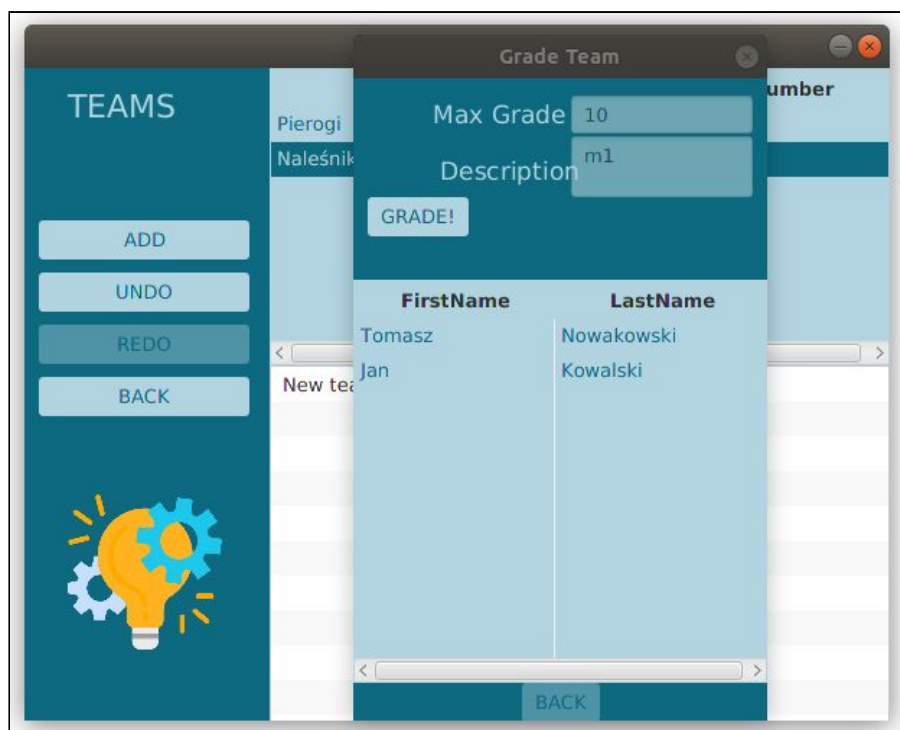 Grade Team
TEAMS
umber
Pierogi
Naleśnik
Max Grade 10
Description m1
GRADE!
ADD
UNDO
REDO
BACK
FirstName LastName
Tomasz Nowakowski
Jan Kowalski
New tea
BACK